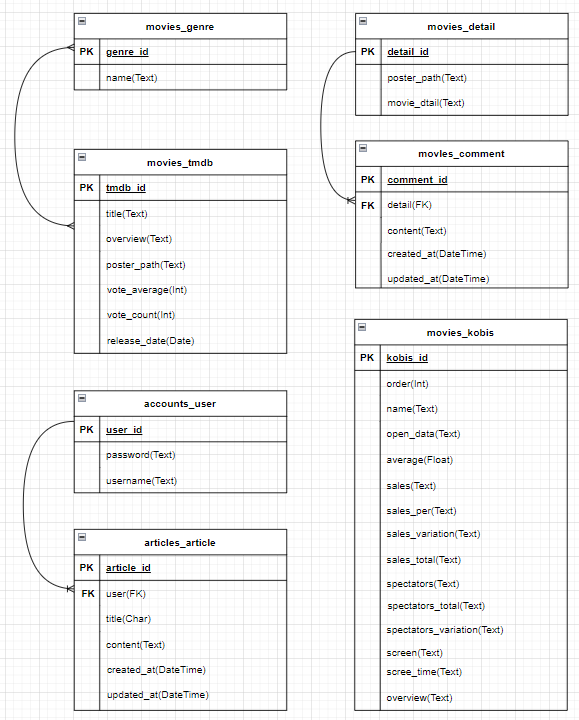 movies_genre
PK genre_id
name(Text)
movies_tmdb
PK tmdb_id
title(Text)
overview(Text)
poster_path(Text)
vote_average(Int)
vote_count(Int)
release_date(Date)
accounts_user
PK user_id
password(Text)
username(Text)
articles_article
PK article_id
FK user(FK)
title(Char)
content(Text)
created_at(DateTime)
updated_at(DateTime)
movies_detail
PK detail_id
poster_path(Text)
movie_dtail(Text)
movles_comment
PK comment_id
FK detail(FK)
content(Text)
created_at(DateTime)
updated_at(DateTime)
movies_kobis
PK kobis_id
order(Int)
name(Text)
open_data(Text)
average(Float)
sales(Text)
sales_per(Text)
sales_variation(Text)
sales_total(Text)
spectators(Text)
spectators_total(Text)
spectators_variation(Text)
screen(Text)
scree_time(Text)
overview(Text)